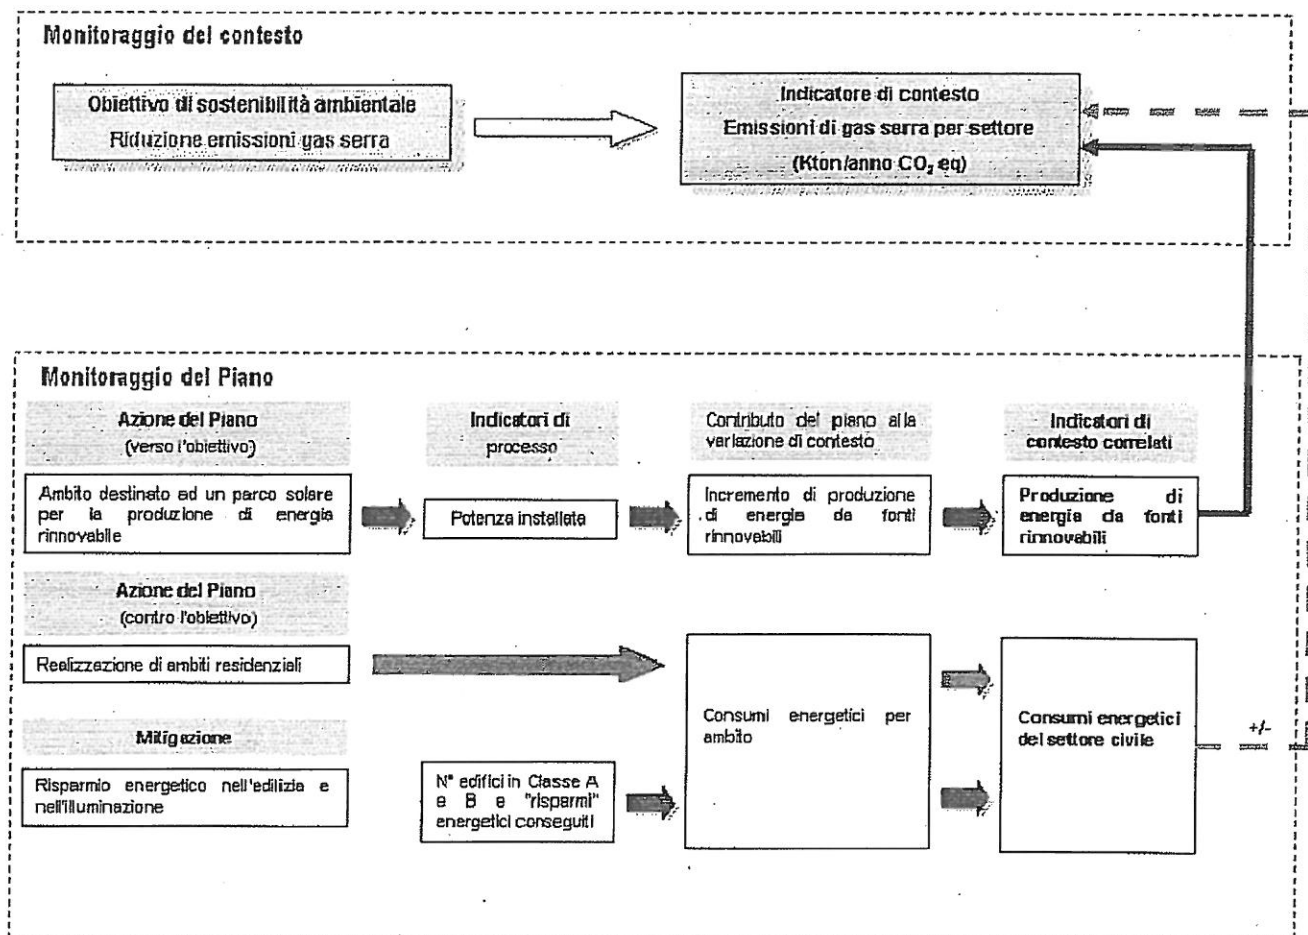 Monitoraggio del contesto
Obiettivo di sostenibilità ambientale
Riduzione emissioni gas serra
Indicatore di contesto
Emissioni di gas serra per settore
(Kton/anno CO₂ eq)
Monitoraggio del Piano
Azione del Piano
(verso l'obiettivo)
Indicatori di
processo
Contributo del piano alla
variazione di contesto
Indicatori di
contesto correlati
Ambito destinato ad un parco solare
per la produzione di energia
rinnovabile
Potenza installata
Incremento di produzione
di energia da fonti
rinnovabili
Produzione di
energia da fonti
rinnovabili
Azione del Piano
(contro l'obiettivo)
Realizzazione di ambiti residenziali
Consumi energetici per
ambito
Consumi energetici
del settore civile
+/-
Mitigazione
Risparmio energetico nell'edilizia e
nell'illuminazione
N° edifici in Classe A
e B e "risparmi"
energetici conseguiti